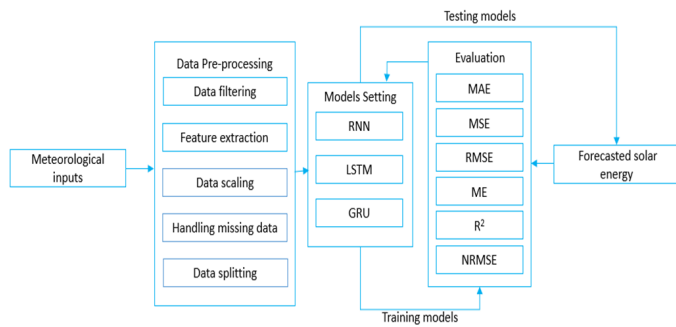 Testing models
Data Pre-processing
Data filtering
Feature extraction
Data scaling
Handling missing data
Data splitting
Meteorological
inputs
Models Setting
RNN
LSTM
GRU
Evaluation
MAE
MSE
RMSE
ME
R²
NRMSE
Forecasted solar
energy
Training models